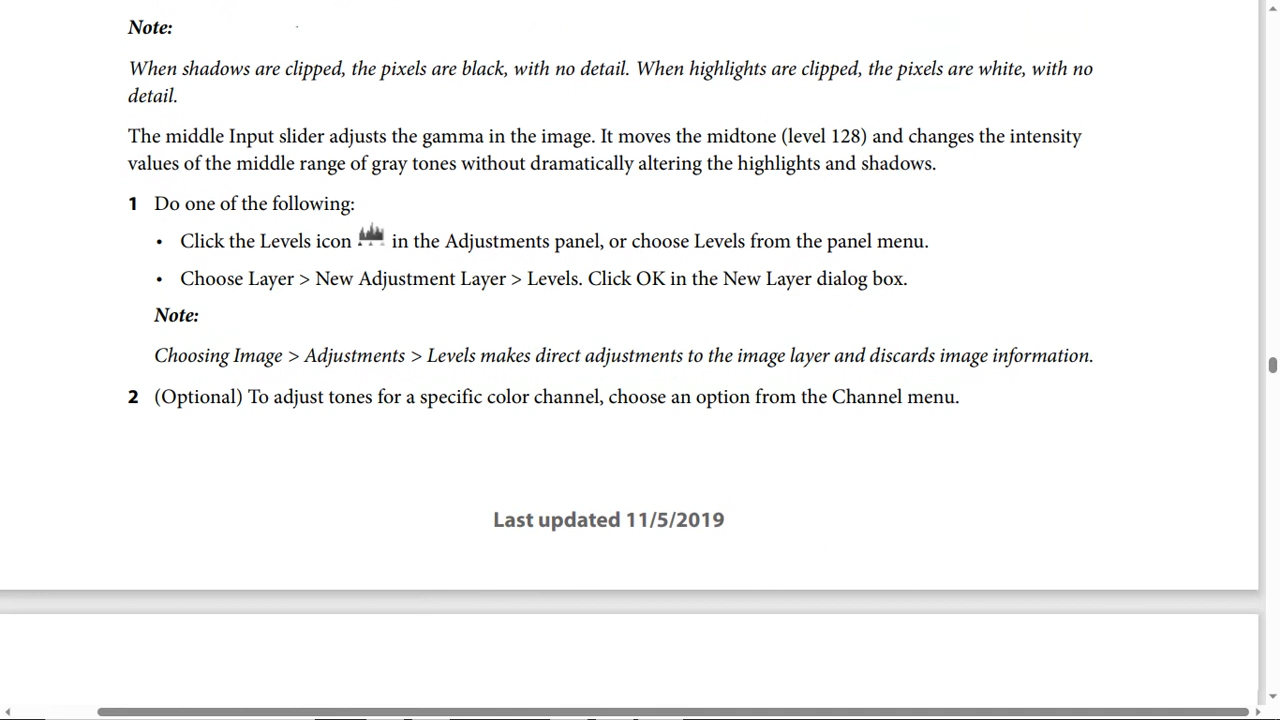 Note:
When shadows are clipped, the pixels are black, with no detail. When highlights are clipped, the pixels are white, with no
detail.
The middle Input slider adjusts the gamma in the image. It moves the midtone (level 128) and changes the intensity
values of the middle range of gray tones without dramatically altering the highlights and shadows.
1 Do one of the following:
• Click the Levels icon in the Adjustments panel, or choose Levels from the panel menu.
• Choose Layer > New Adjustment Layer > Levels. Click OK in the New Layer dialog box.
Note:
Choosing Image > Adjustments > Levels makes direct adjustments to the image layer and discards image information.
2 (Optional) To adjust tones for a specific color channel, choose an option from the Channel menu.
Last updated 11/5/2019